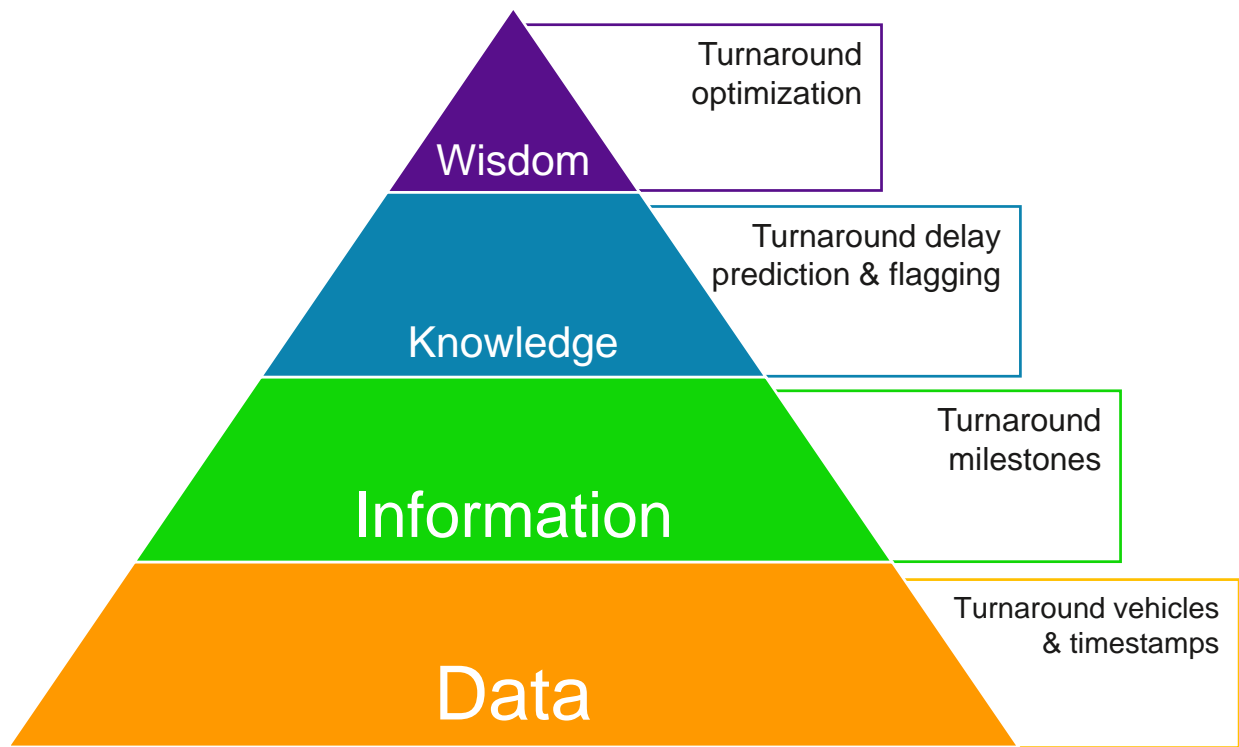 Turnaround
optimization
Wisdom
Turnaround delay
prediction & flagging
Knowledge
Turnaround
milestones
Information
Turnaround vehicles
& timestamps
Data